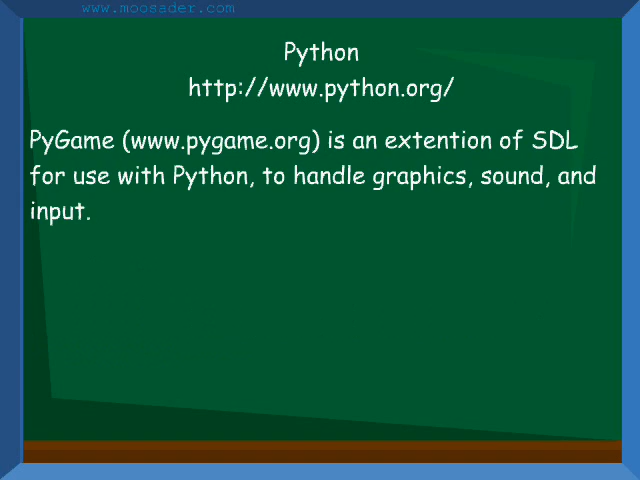 www.moosader.com
Python
http://www.python.org/
PyGame (www.pygame.org) is an extention of SDL
for use with Python, to handle graphics, sound, and
input.